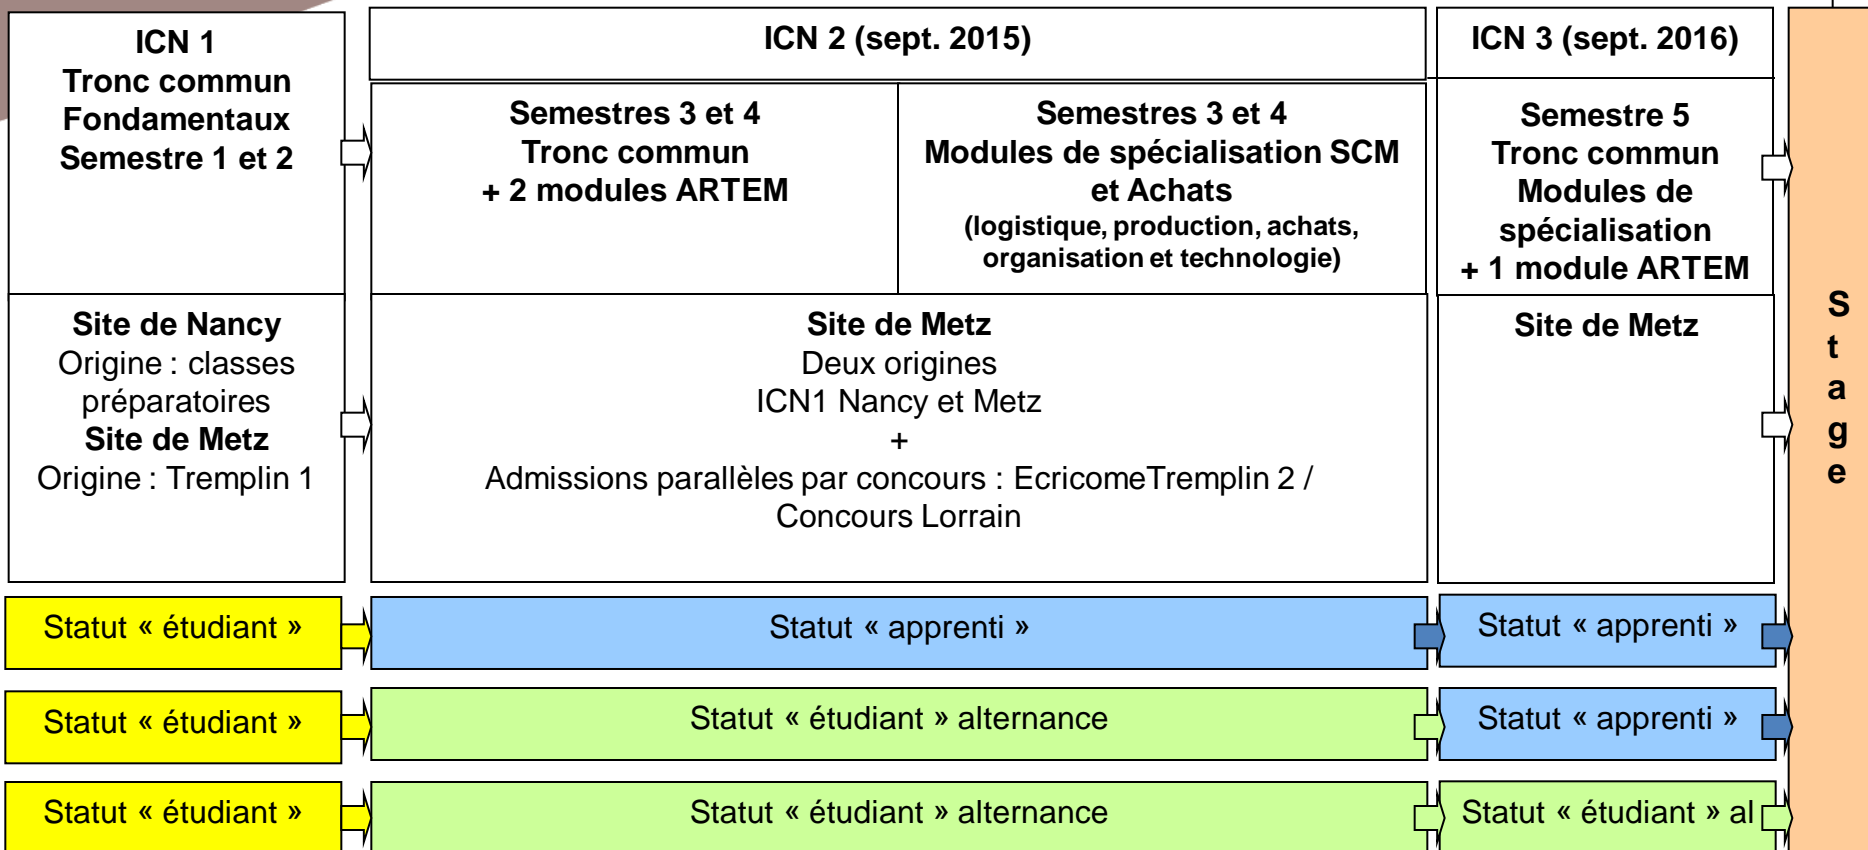 ICN 1
Tronc commun
Fondamentaux
Semestre 1 et 2
ICN 2 (sept. 2015)
Semestres 3 et 4
Tronc commun
+ 2 modules ARTEM
Semestres 3 et 4
Modules de spécialisation SCM
et Achats
(logistique, production, achats,
organisation et technologie)
ICN 3 (sept. 2016)
Semestre 5
Tronc commun
Modules de
spécialisation
+ 1 module ARTEM
Site de Nancy
Origine : classes
préparatoires
Site de Metz
Origine : Tremplin 1
Site de Metz
Deux origines
ICN1 Nancy et Metz
+
Admissions parallèles par concours : EcricomeTremplin 2 /
Concours Lorrain
Site de Metz
Stage
Statut « étudiant »
Statut « apprenti »
Statut « apprenti »
Statut « étudiant »
Statut « étudiant » alternance
Statut « apprenti »
Statut « étudiant »
Statut « étudiant » alternance
Statut « étudiant » al